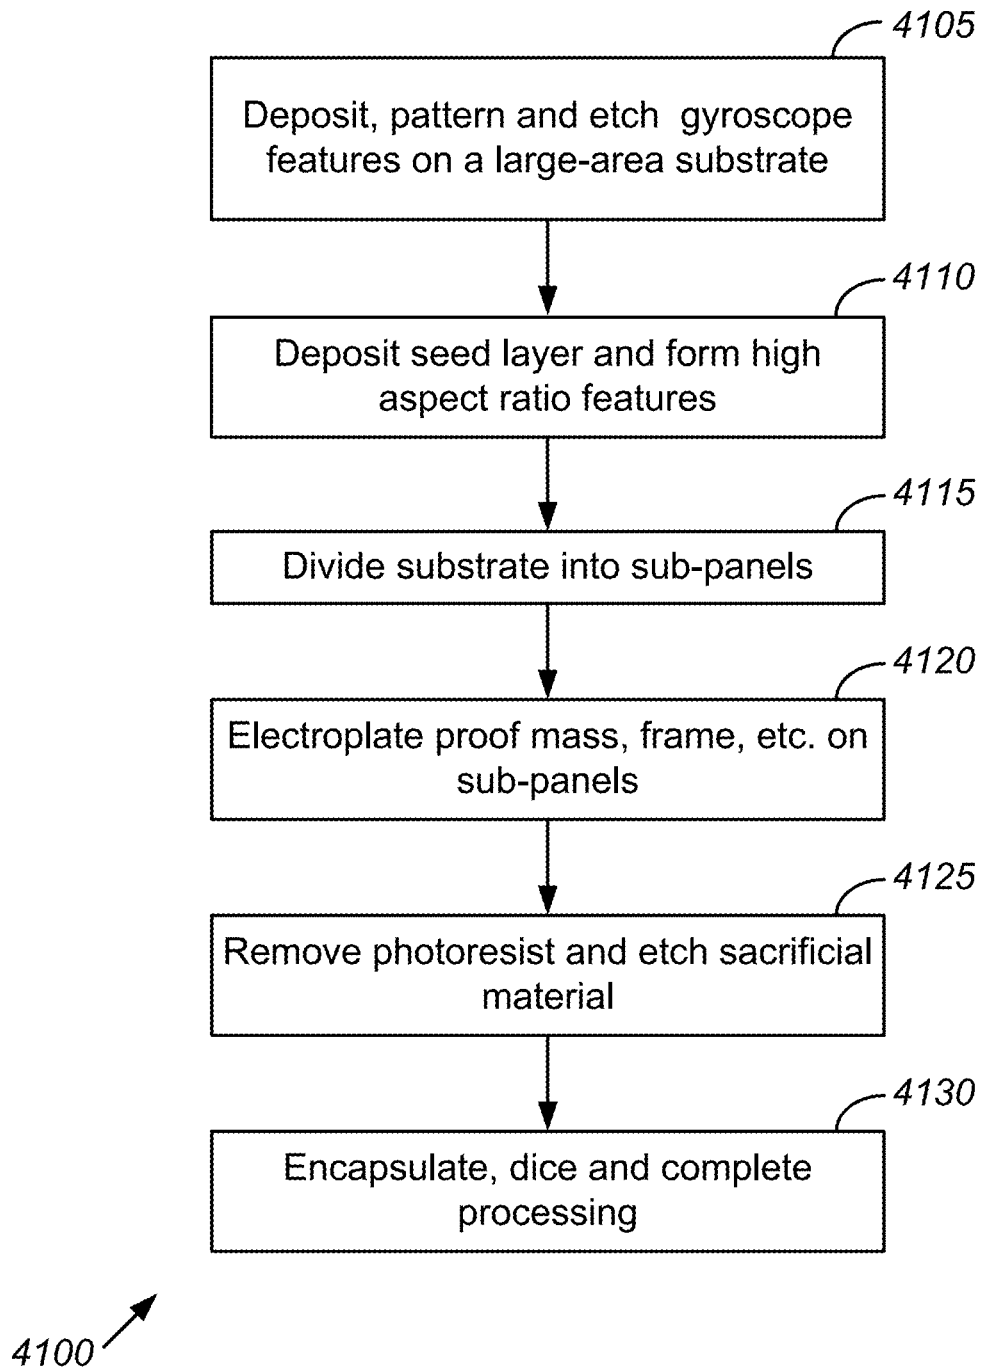 4105
Deposit, pattern and etch gyroscope
features on a large-area substrate
4110
Deposit seed layer and form high
aspect ratio features
4115
Divide substrate into sub-panels
4120
Electroplate proof mass, frame, etc. on
sub-panels
4125
Remove photoresist and etch sacrificial
material
4130
Encapsulate, dice and complete
processing
4100